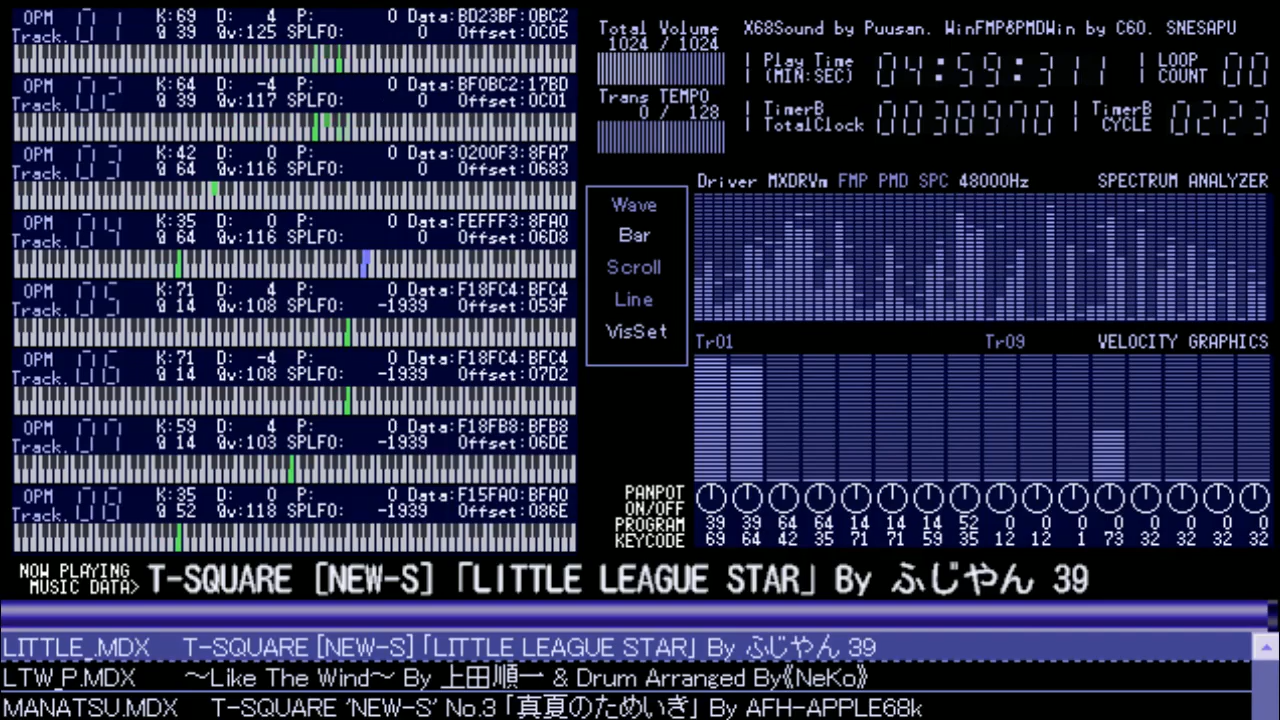 OPM K:69 D: 4 P: 0 Data:BD23BF:0BC2
Track. 01 @ 39 @v:125 SPLFO: 0 Offset:0C05
OPM K:64 D: -4 P: 0 Data:BF0BC2:17BD
Track. 02 @ 39 @v:117 SPLFO: 0 Offset:0C01
OPM K:42 D: 0 P: 0 Data:0200F3:8FA7
Track. 03 @ 64 @v:116 SPLFO: 0 Offset:0683
OPM K:35 D: 0 P: 0 Data:FEFFF3:8FA0
Track. 04 @ 64 @v:116 SPLFO: 0 Offset:06D8
OPM K:71 D: 4 P: 0 Data:F18FC4:BFC4
Track. 05 @ 14 @v:108 SPLFO: -1939 Offset:059F
OPM K:71 D: -4 P: 0 Data:F18FC4:BFC4
Track. 06 @ 14 @v:108 SPLFO: -1939 Offset:07D2
OPM K:59 D: 4 P: 0 Data:F18FB8:BFB8
Track. 07 @ 14 @v:103 SPLFO: -1939 Offset:06DE
OPM K:35 D: 0 P: 0 Data:F15FA0:BFA0
Track. 08 @ 52 @v:118 SPLFO: -1939 Offset:086E
Total Volume
1024 / 1024
Trans TEMPO
0 / 128
X68Sound by Puusan. WinFMP&PMDWin by C60. SNESAPU
Play Time (MIN:SEC) 04:59:311 LOOP COUNT 00
TimerB TotalClock 0038970 TimerB CYCLE 0223
Driver MXDRVm FMP PMD SPC 48000Hz SPECTRUM ANALYZER
Wave
Bar
Scroll
Line
VisSet
Tr01 Tr09 VELOCITY GRAPHICS
PANPOT
ON/OFF
PROGRAM 39 39 64 64 14 14 14 52 0 0 0 0 0 0 0 0
KEYCODE 69 64 42 35 71 71 59 35 12 12 1 73 32 32 32 32
NOW PLAYING
MUSIC DATA> T-SQUARE [NEW-S]「LITTLE LEAGUE STAR」By ふじやん 39
LITTLE_.MDX T-SQUARE [NEW-S]「LITTLE LEAGUE STAR」By ふじやん 39
LTW_P.MDX ～Like The Wind～ By 上田順一 & Drum Arranged By《NeKo》
MANATSU.MDX T-SQUARE 'NEW-S' No.3「真夏のためいき」By AFH-APPLE68k